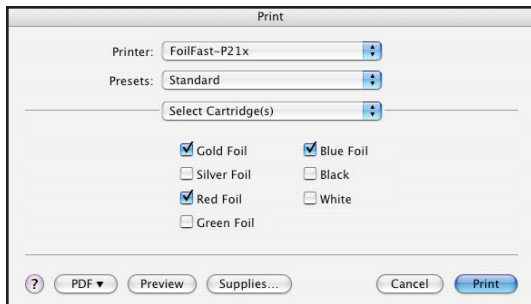 Print
Printer: FoilFast-P21x
Presets: Standard
Select Cartridge(s)
Gold Foil Blue Foil
Silver Foil Black
Red Foil White
Green Foil
? PDF ▼ Preview Supplies... Cancel Print